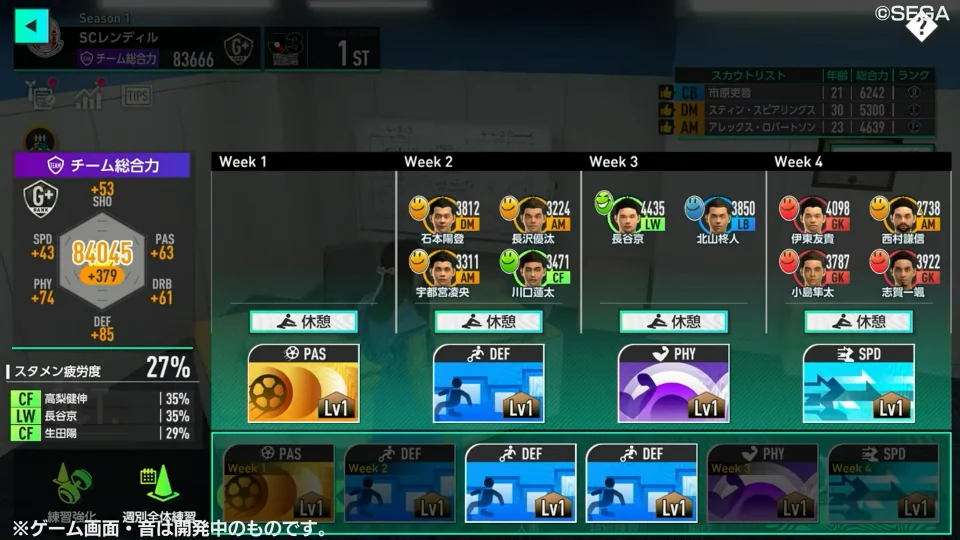 ©SEGA
Season 1
SCレンディル
チーム総合力 83666
G+
1ST
?
スカウトリスト 年齢 総合力 ランク
CB 市原更音 21 6242
DM スティン・スピアリングス 30 5300
AM アレックス・ロバートソン 23 4639
TIPS
TEAM チーム総合力
G+
RANK
+53
SHO
SPD
+43
PAS
+63
84045
+379
PHY
+74
DRB
+61
DEF
+85
スタメン疲労度 27%
CF 高梨健伸 35%
LW 長谷京 35%
CF 生田陽 29%
練習強化
週別全体練習
Week 1
Week 2
Week 3
Week 4
3812
DM
石本陽登
3224
AM
長沢優汰
3311
AM
宇都宮凌央
3471
CF
川口蓮太
4435
LW
長谷京
3850
LB
北山柊人
4098
GK
伊東友貴
2738
AM
西村謙信
3787
GK
小島隼太
3922
GK
志賀一颯
休憩
休憩
休憩
休憩
PAS
Lv1
DEF
Lv1
PHY
Lv1
SPD
Lv1
PAS
Week 1
Lv1
DEF
Week 2
Lv1
DEF
Lv1
DEF
Lv1
PHY
Week 3
Lv1
SPD
Week 4
Lv1
※ゲーム画面・音は開発中のものです。